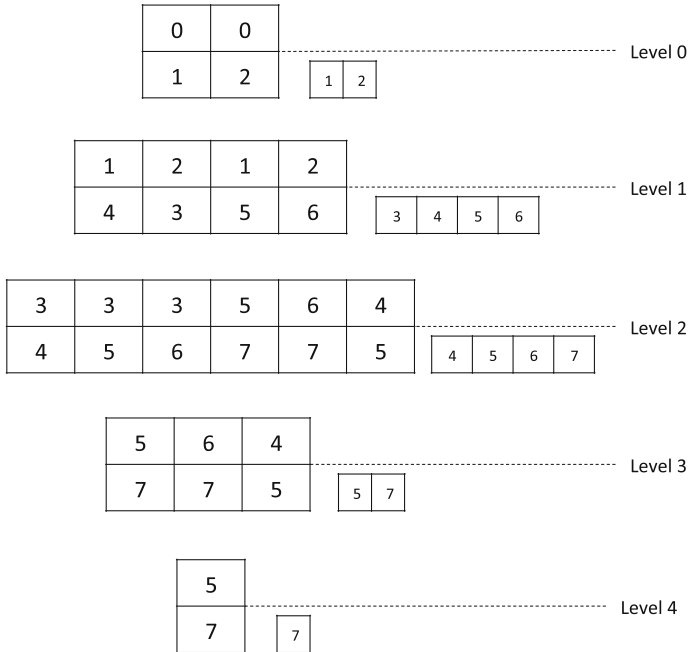 0 0
Level 0
1 2 1 2
1 2 1 2
Level 1
4 3 5 6 3 4 5 6
3 3 3 5 6 4
Level 2
4 5 6 7 7 5 4 5 6 7
5 6 4
Level 3
7 7 5 5 7
5
Level 4
7 7